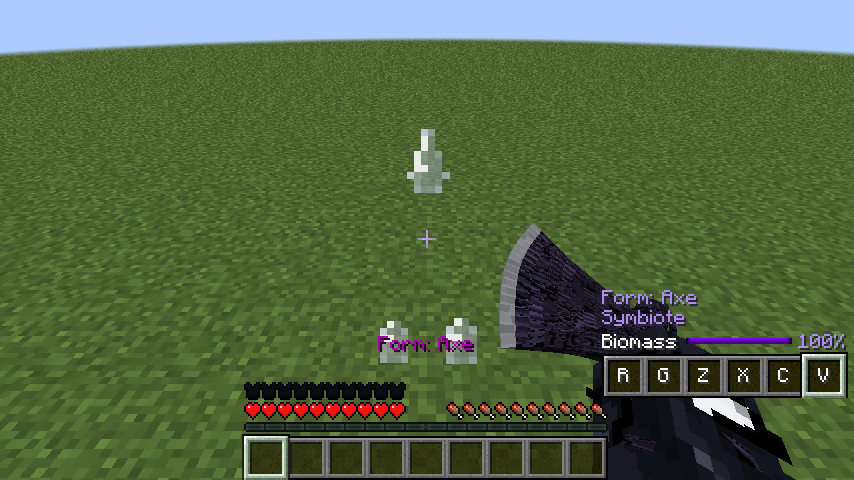 Form: Axe
Symbiote
Biomass 100%
Form: Axe
R G Z X C V